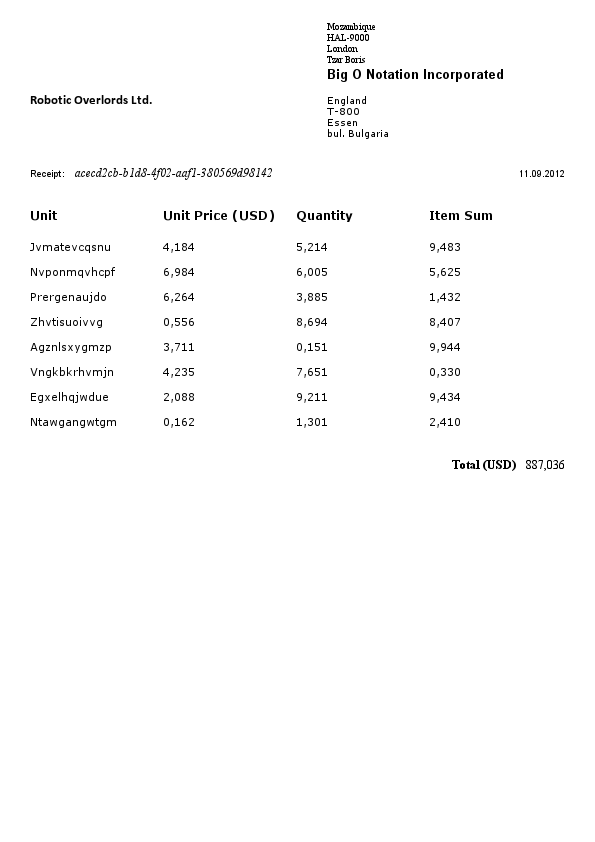 Mozambique
HAL-9000
London
Tzar Boris
Big O Notation Incorporated
Robotic Overlords Ltd.
England
T-800
Essen
bul. Bulgaria
Receipt: acecd2cb-b1d8-4f02-aaf1-380569d98142 11.09.2012
Unit Unit Price (USD) Quantity Item Sum
Jvmatevcqsnu 4,184 5,214 9,483
Nvponmqvhcpf 6,984 6,005 5,625
Prergenaujdo 6,264 3,885 1,432
Zhvtisuoivvg 0,556 8,694 8,407
Agznlsxygmzp 3,711 0,151 9,944
Vngkbkrhvmjn 4,235 7,651 0,330
Egxelhqjwdue 2,088 9,211 9,434
Ntawgangwtgm 0,162 1,301 2,410
Total (USD) 887,036